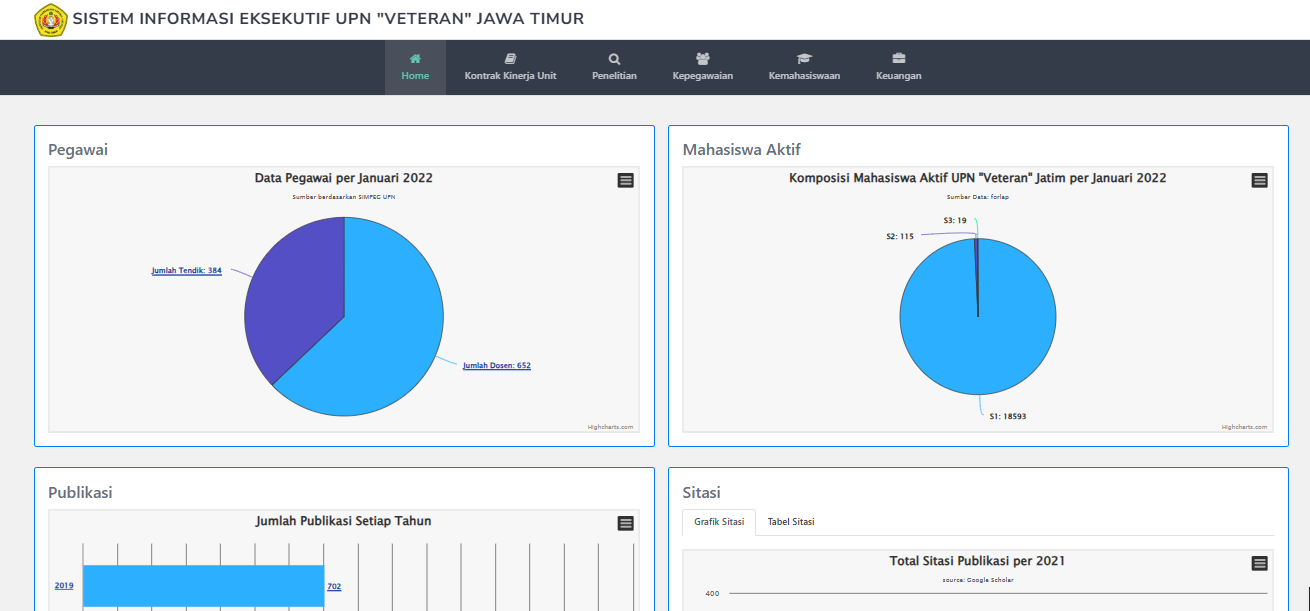 SISTEM INFORMASI EKSEKUTIF UPN "VETERAN" JAWA TIMUR
Home
Kontrak Kinerja Unit
Penelitian
Kepegawaian
Kemahasiswaan
Keuangan
Pegawai
Data Pegawai per Januari 2022
Sumber berdasarkan SIMPEG UPN
Jumlah Tendik: 384
Jumlah Dosen: 652
Highcharts.com
Mahasiswa Aktif
Komposisi Mahasiswa Aktif UPN "Veteran" Jatim per Januari 2022
Sumber Data: forlap
S3: 19
S2: 115
S1: 18593
Highcharts.com
Publikasi
Jumlah Publikasi Setiap Tahun
2019
702
Sitasi
Grafik Sitasi
Tabel Sitasi
Total Sitasi Publikasi per 2021
source: Google Scholar
400